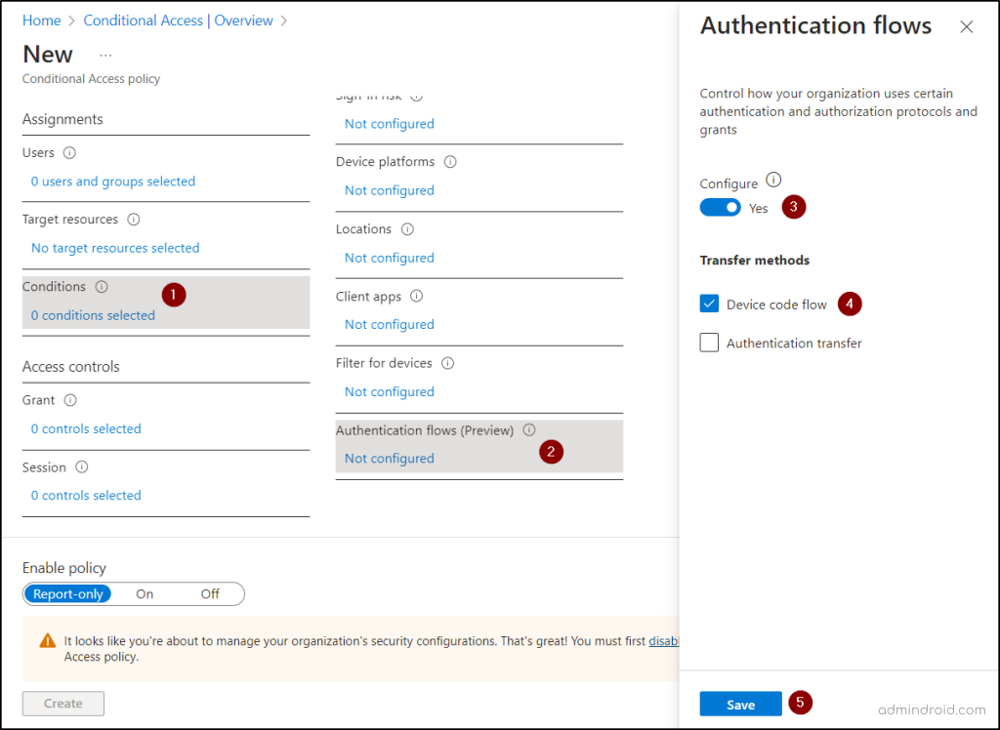 Home > Conditional Access | Overview >
New ...
Conditional Access policy
Assignments
Users
0 users and groups selected
Target resources
No target resources selected
Conditions
1
0 conditions selected
Access controls
Grant
0 controls selected
Session
0 controls selected
Sign-in risk
Not configured
Device platforms
Not configured
Locations
Not configured
Client apps
Not configured
Filter for devices
Not configured
Authentication flows (Preview)
2
Not configured
Enable policy
Report-only On Off
It looks like you're about to manage your organization's security configurations. That's great! You must first disabl
Access policy.
Create
Authentication flows
Control how your organization uses certain
authentication and authorization protocols and
grants
Configure
Yes 3
Transfer methods
Device code flow 4
Authentication transfer
Save 5
admindroid.com